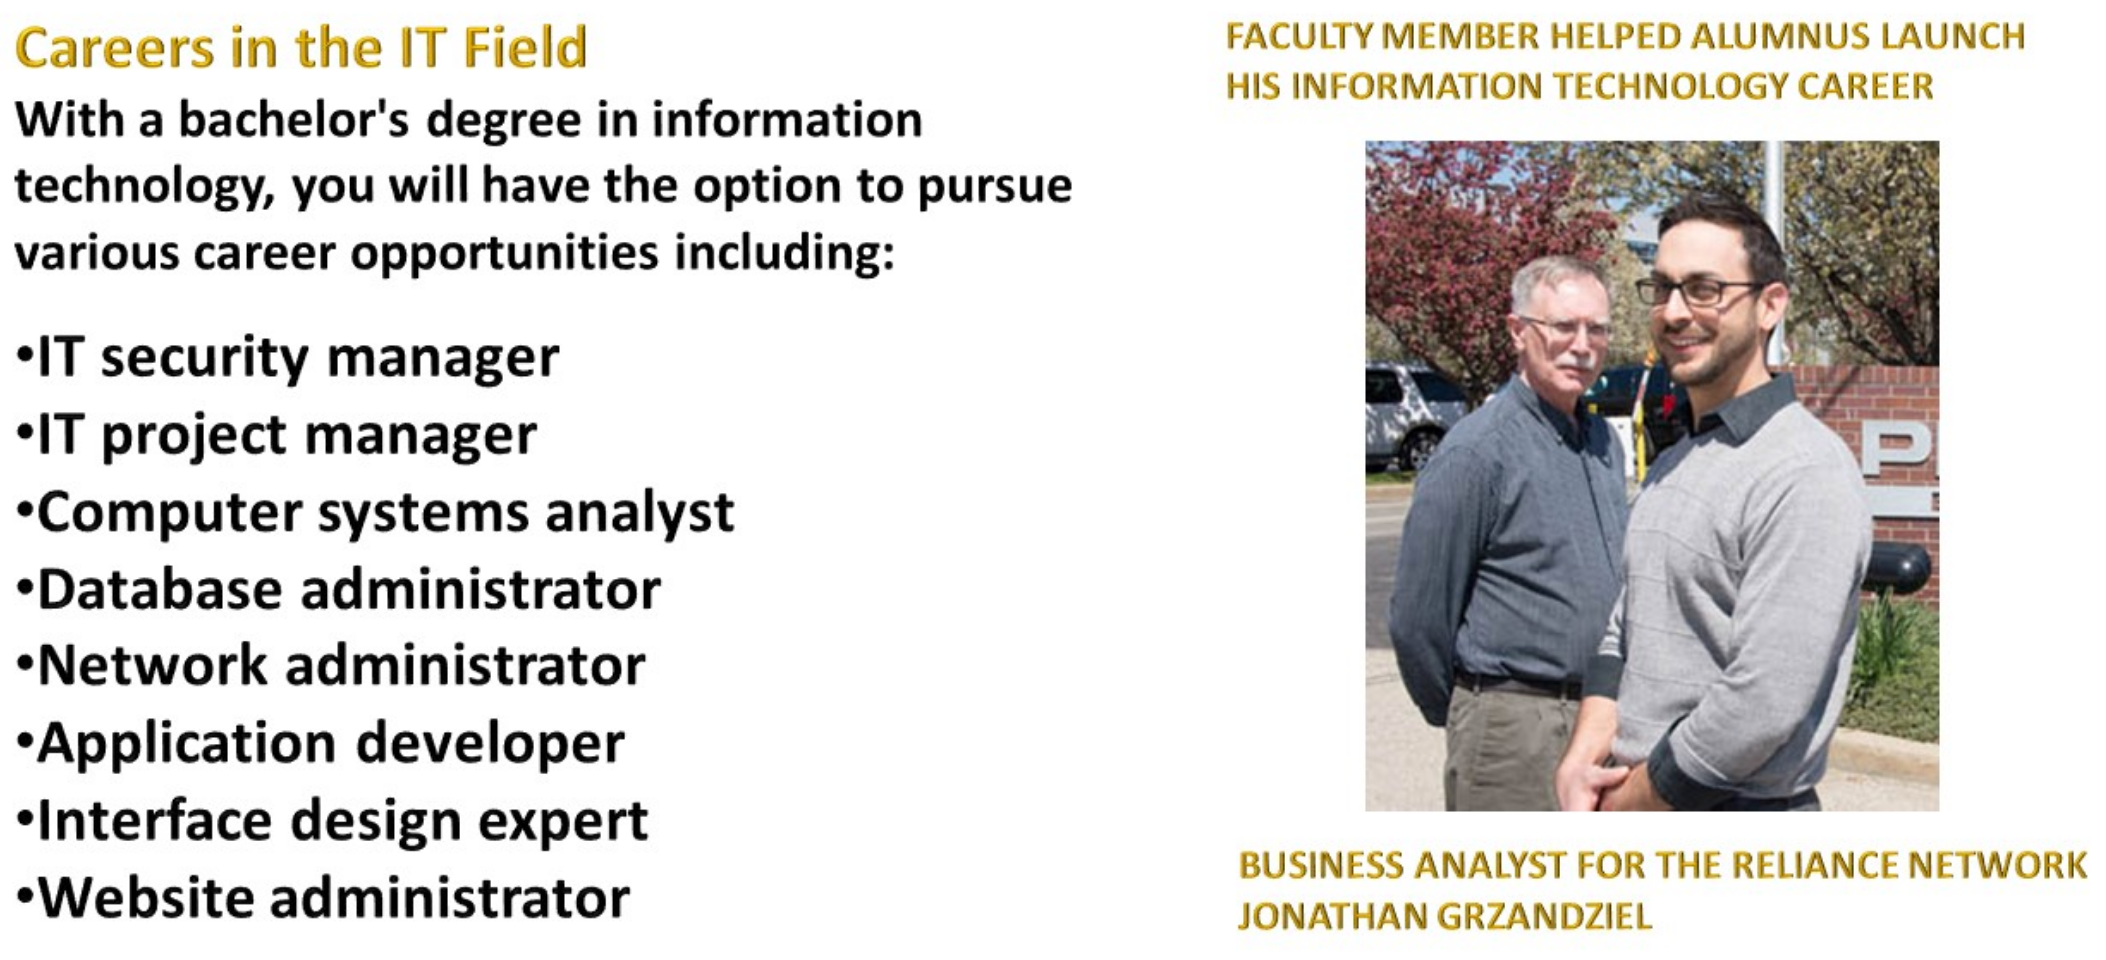 Careers in the IT Field
With a bachelor's degree in information
technology, you will have the option to pursue
various career opportunities including:
•IT security manager
•IT project manager
•Computer systems analyst
•Database administrator
•Network administrator
•Application developer
•Interface design expert
•Website administrator
FACULTY MEMBER HELPED ALUMNUS LAUNCH
HIS INFORMATION TECHNOLOGY CAREER
P
BUSINESS ANALYST FOR THE RELIANCE NETWORK
JONATHAN GRZANDZIEL